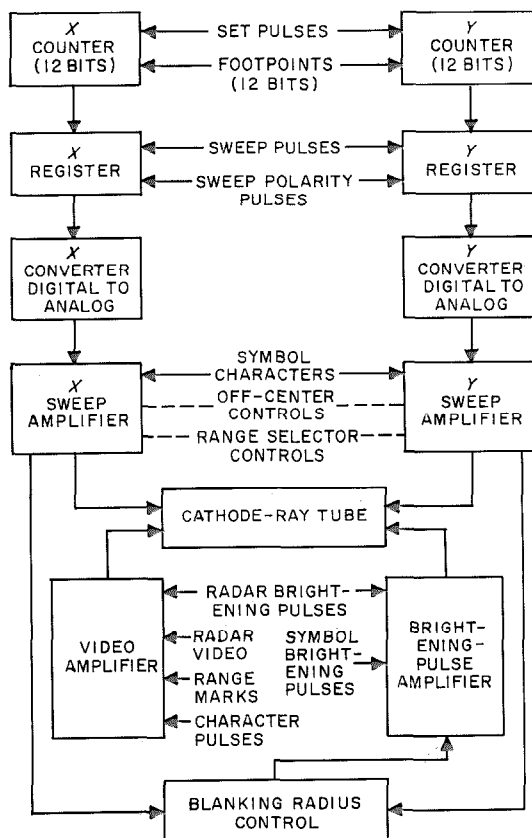 X
COUNTER
(12 BITS)
SET PULSES
FOOTPOINTS
(12 BITS)
Y
COUNTER
(12 BITS)
X
REGISTER
SWEEP PULSES
SWEEP POLARITY
PULSES
Y
REGISTER
X
CONVERTER
DIGITAL TO
ANALOG
Y
CONVERTER
DIGITAL TO
ANALOG
X
SWEEP
AMPLIFIER
SYMBOL
CHARACTERS
OFF-CENTER
CONTROLS
RANGE SELECTOR
CONTROLS
Y
SWEEP
AMPLIFIER
CATHODE-RAY TUBE
VIDEO
AMPLIFIER
RADAR BRIGHT-
ENING PULSES
RADAR
VIDEO
RANGE
MARKS
CHARACTER
PULSES
SYMBOL
BRIGHT-
ENING
PULSES
BRIGHT-
ENING-
PULSE
AMPLIFIER
BLANKING RADIUS
CONTROL